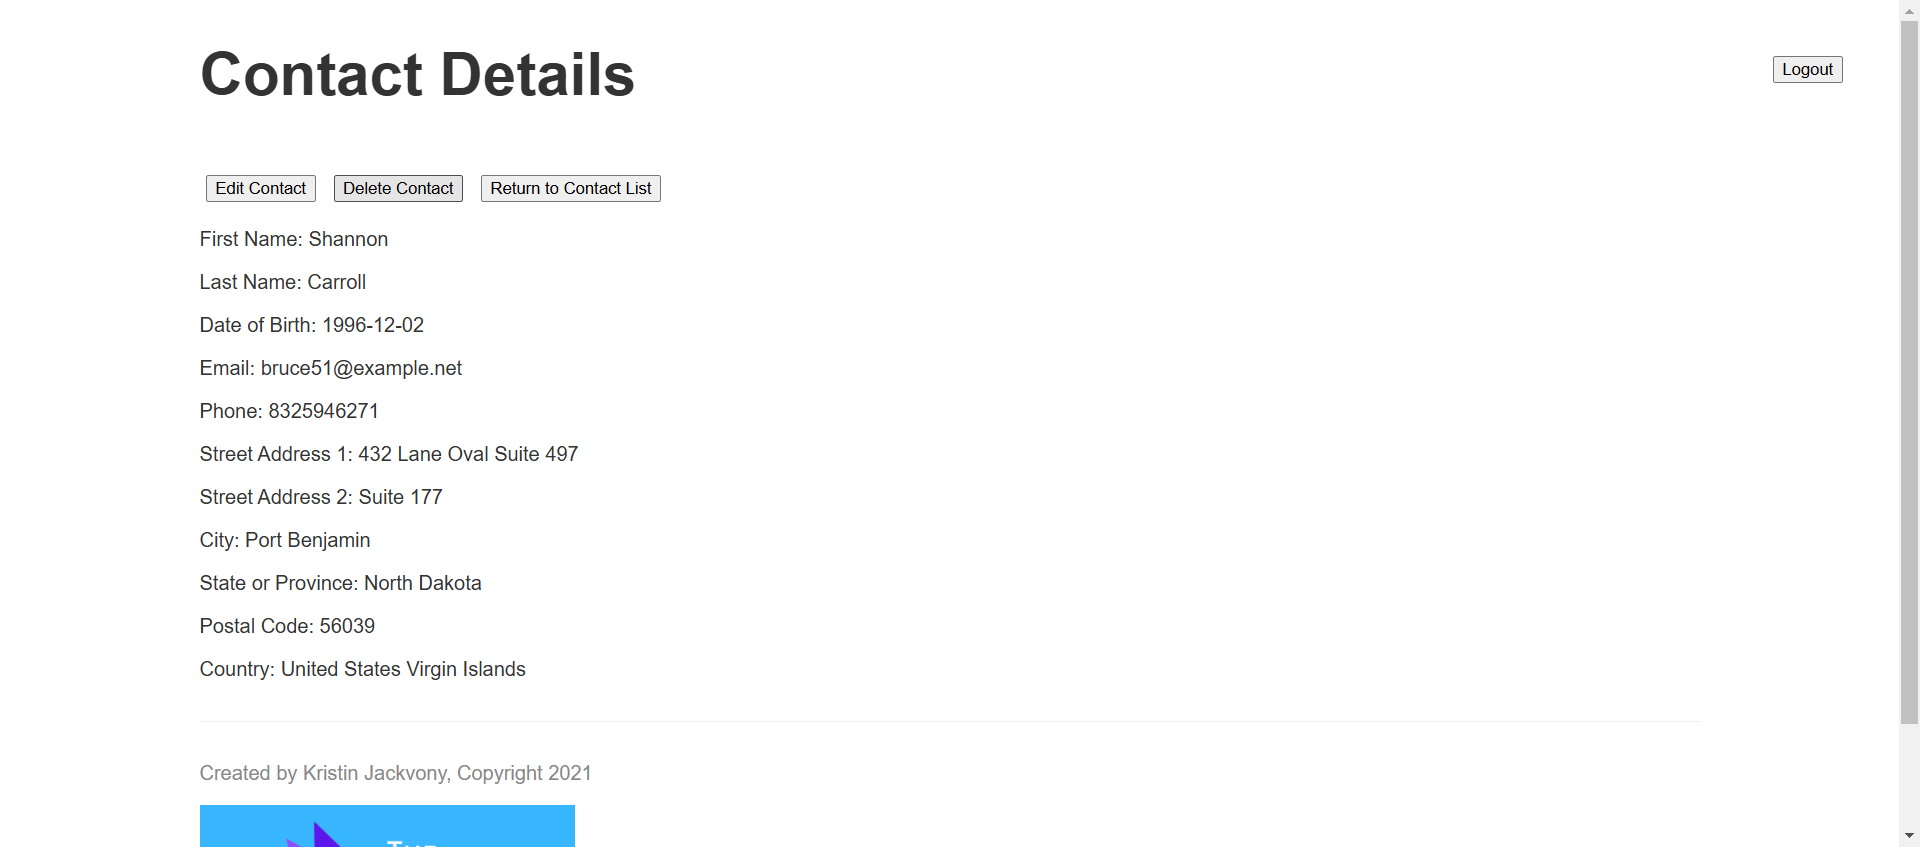 Contact Details
Logout
Edit Contact Delete Contact Return to Contact List
First Name: Shannon
Last Name: Carroll
Date of Birth: 1996-12-02
Email: bruce51@example.net
Phone: 8325946271
Street Address 1: 432 Lane Oval Suite 497
Street Address 2: Suite 177
City: Port Benjamin
State or Province: North Dakota
Postal Code: 56039
Country: United States Virgin Islands
Created by Kristin Jackvony, Copyright 2021